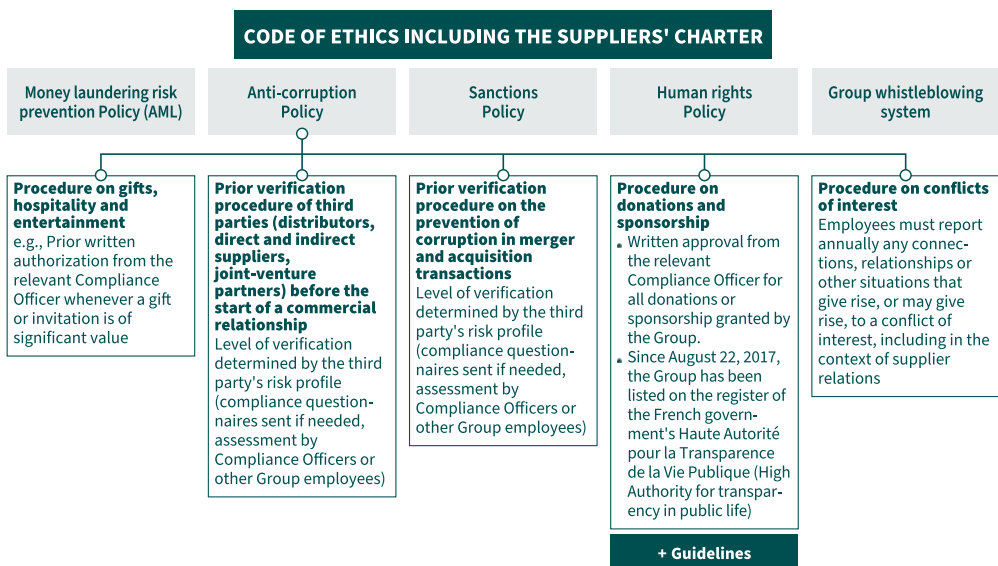 CODE OF ETHICS INCLUDING THE SUPPLIERS' CHARTER
Money laundering risk
prevention Policy (AML)
Anti-corruption
Policy
Sanctions
Policy
Human rights
Policy
Group whistleblowing
system
Procedure on gifts,
hospitality and
entertainment
e.g., Prior written
authorization from the
relevant Compliance
Officer whenever a gift
or invitation is of
significant value
Prior verification
procedure of third
parties (distributors,
direct and indirect
suppliers,
joint-venture
partners) before the
start of a commercial
relationship
Level of verification
determined by the third
party's risk profile
(compliance question-
naires sent if needed,
assessment by
Compliance Officers or
other Group employees)
Prior verification
procedure on the
prevention of
corruption in merger
and acquisition
transactions
Level of verification
determined by the third
party's risk profile
(compliance question-
naires sent if needed,
assessment by
Compliance Officers or
other Group employees)
Procedure on
donations and
sponsorship
• Written approval from
the relevant
Compliance Officer for
all donations or
sponsorship granted by
the Group.
• Since August 22, 2017,
the Group has been
listed on the register of
the French govern-
ment's Haute Autorité
pour la Transparence
de la Vie Publique (High
Authority for transpar-
ency in public life)
+ Guidelines
Procedure on conflicts
of interest
Employees must report
annually any connec-
tions, relationships or
other situations that
give rise, or may give
rise, to a conflict of
interest, including in the
context of supplier
relations